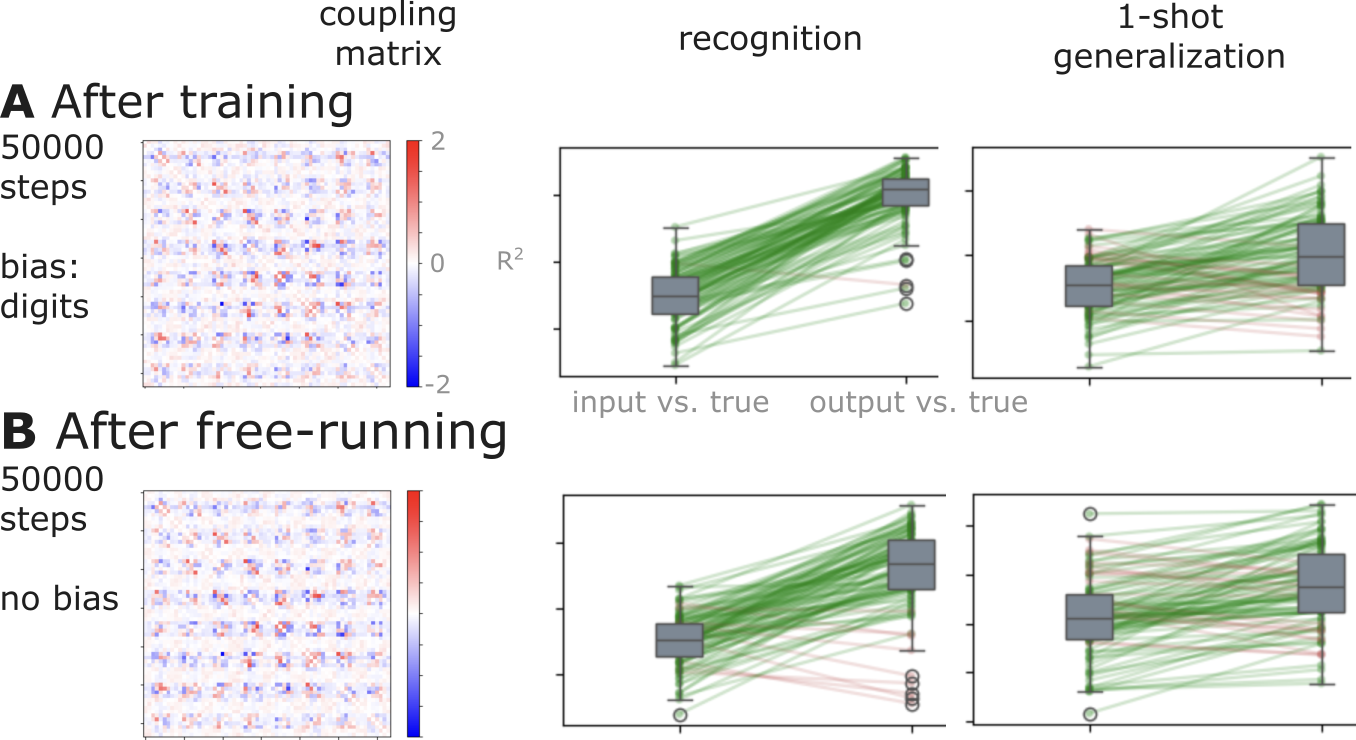 coupling
matrix
recognition
1-shot
generalization
A After training
50000
steps
bias:
digits
2
0
-2
R²
input vs. true
output vs. true
B After free-running
50000
steps
no bias